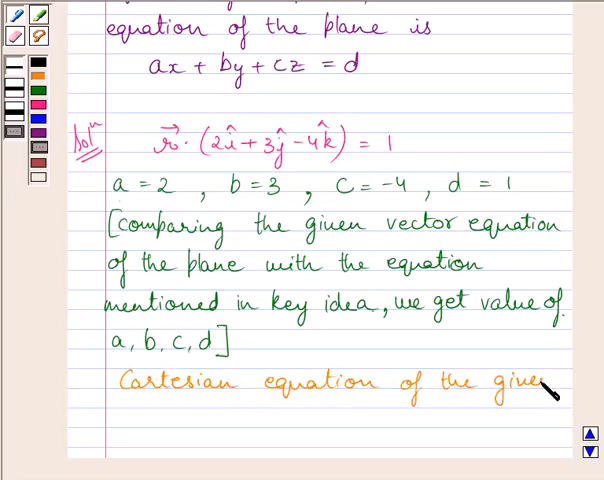 equation of the plane is
ax + by + cz = d
Solⁿ r⃗ · (2î + 3ĵ - 4k̂) = 1
a = 2 , b = 3 , c = -4 , d = 1
[comparing the given vector equation
of the plane with the equation
mentioned in key idea, we get value of
a, b, c, d]
Cartesian equation of the given